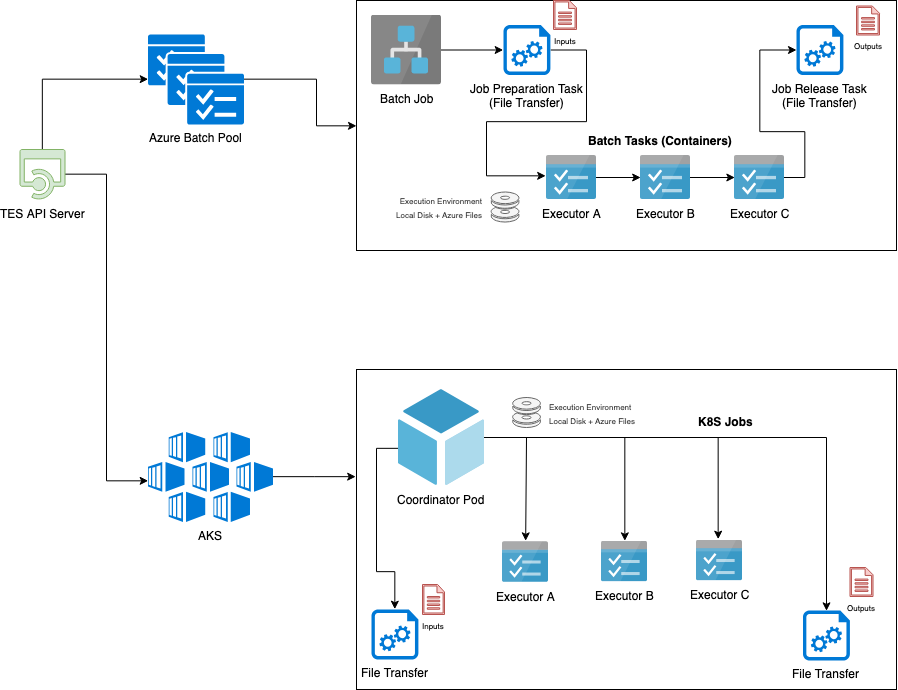 Inputs
Outputs
Batch Job
Job Preparation Task
(File Transfer)
Job Release Task
(File Transfer)
Azure Batch Pool
Batch Tasks (Containers)
Execution Environment
Local Disk + Azure Files
TES API Server
Executor A
Executor B
Executor C
Execution Environment
Local Disk + Azure Files
K8S Jobs
Coordinator Pod
AKS
Executor A
Executor B
Executor C
Inputs
Outputs
File Transfer
File Transfer